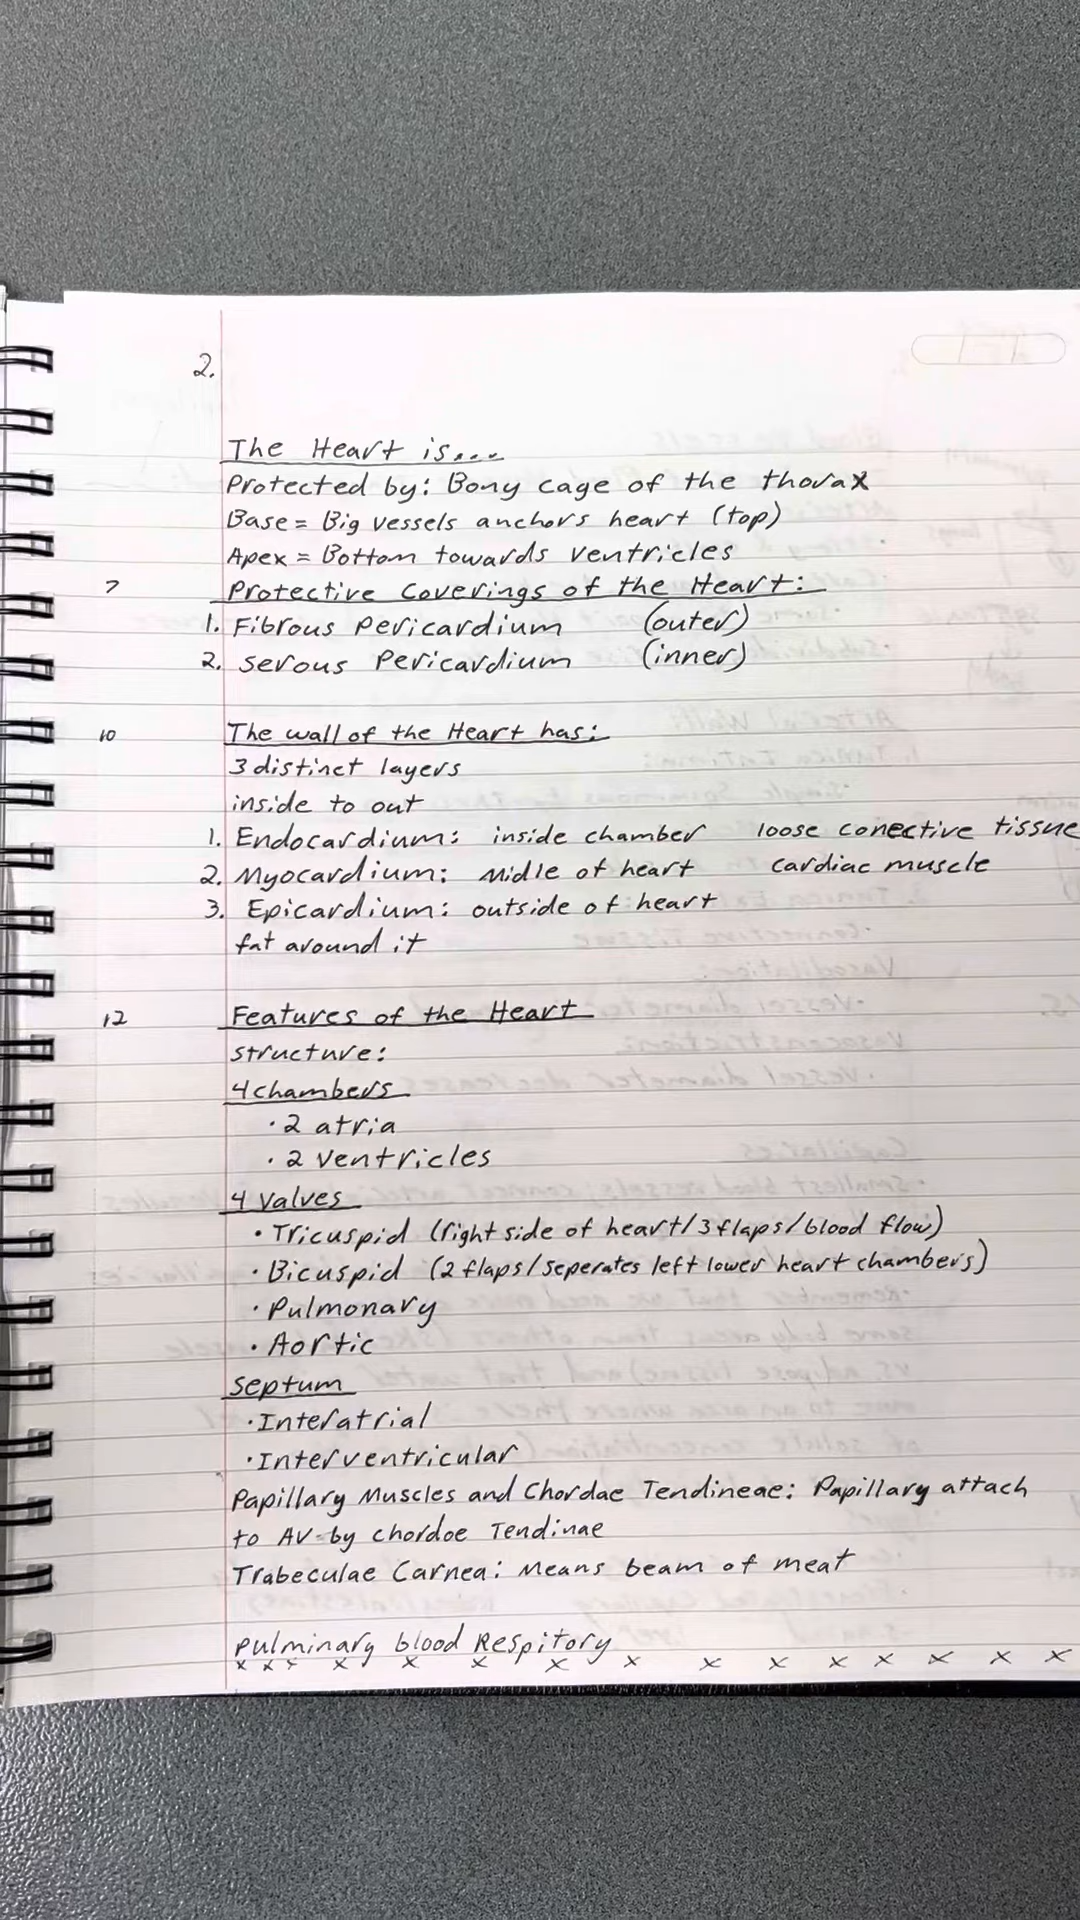 2.
The Heart is...
Protected by: Bony cage of the thorax
Base = Big vessels anchors heart (top)
Apex = Bottom towards ventricles
7 Protective Coverings of the Heart:
1. Fibrous Pericardium (outer)
2. Serous Pericardium (inner)
10 The wall of the Heart has:
3 distinct layers
inside to out
1. Endocardium: inside chamber loose conective tissue
2. Myocardium: Midle of heart cardiac muscle
3. Epicardium: outside of heart
fat around it
12 Features of the Heart
Structure:
4 chambers
• 2 atria
• 2 ventricles
4 Valves
• Tricuspid (right side of heart/3 flaps/blood flow)
• Bicuspid (2 flaps/seperates left lower heart chambers)
• Pulmonary
• Aortic
Septum
• Interatrial
• Interventricular
Papillary Muscles and Chordae Tendineae: Papillary attach
to AV by chordoe Tendinae
Trabeculae Carnea: Means beam of meat
Pulminary blood Respitory
x x x x x x x x x x x x x x x